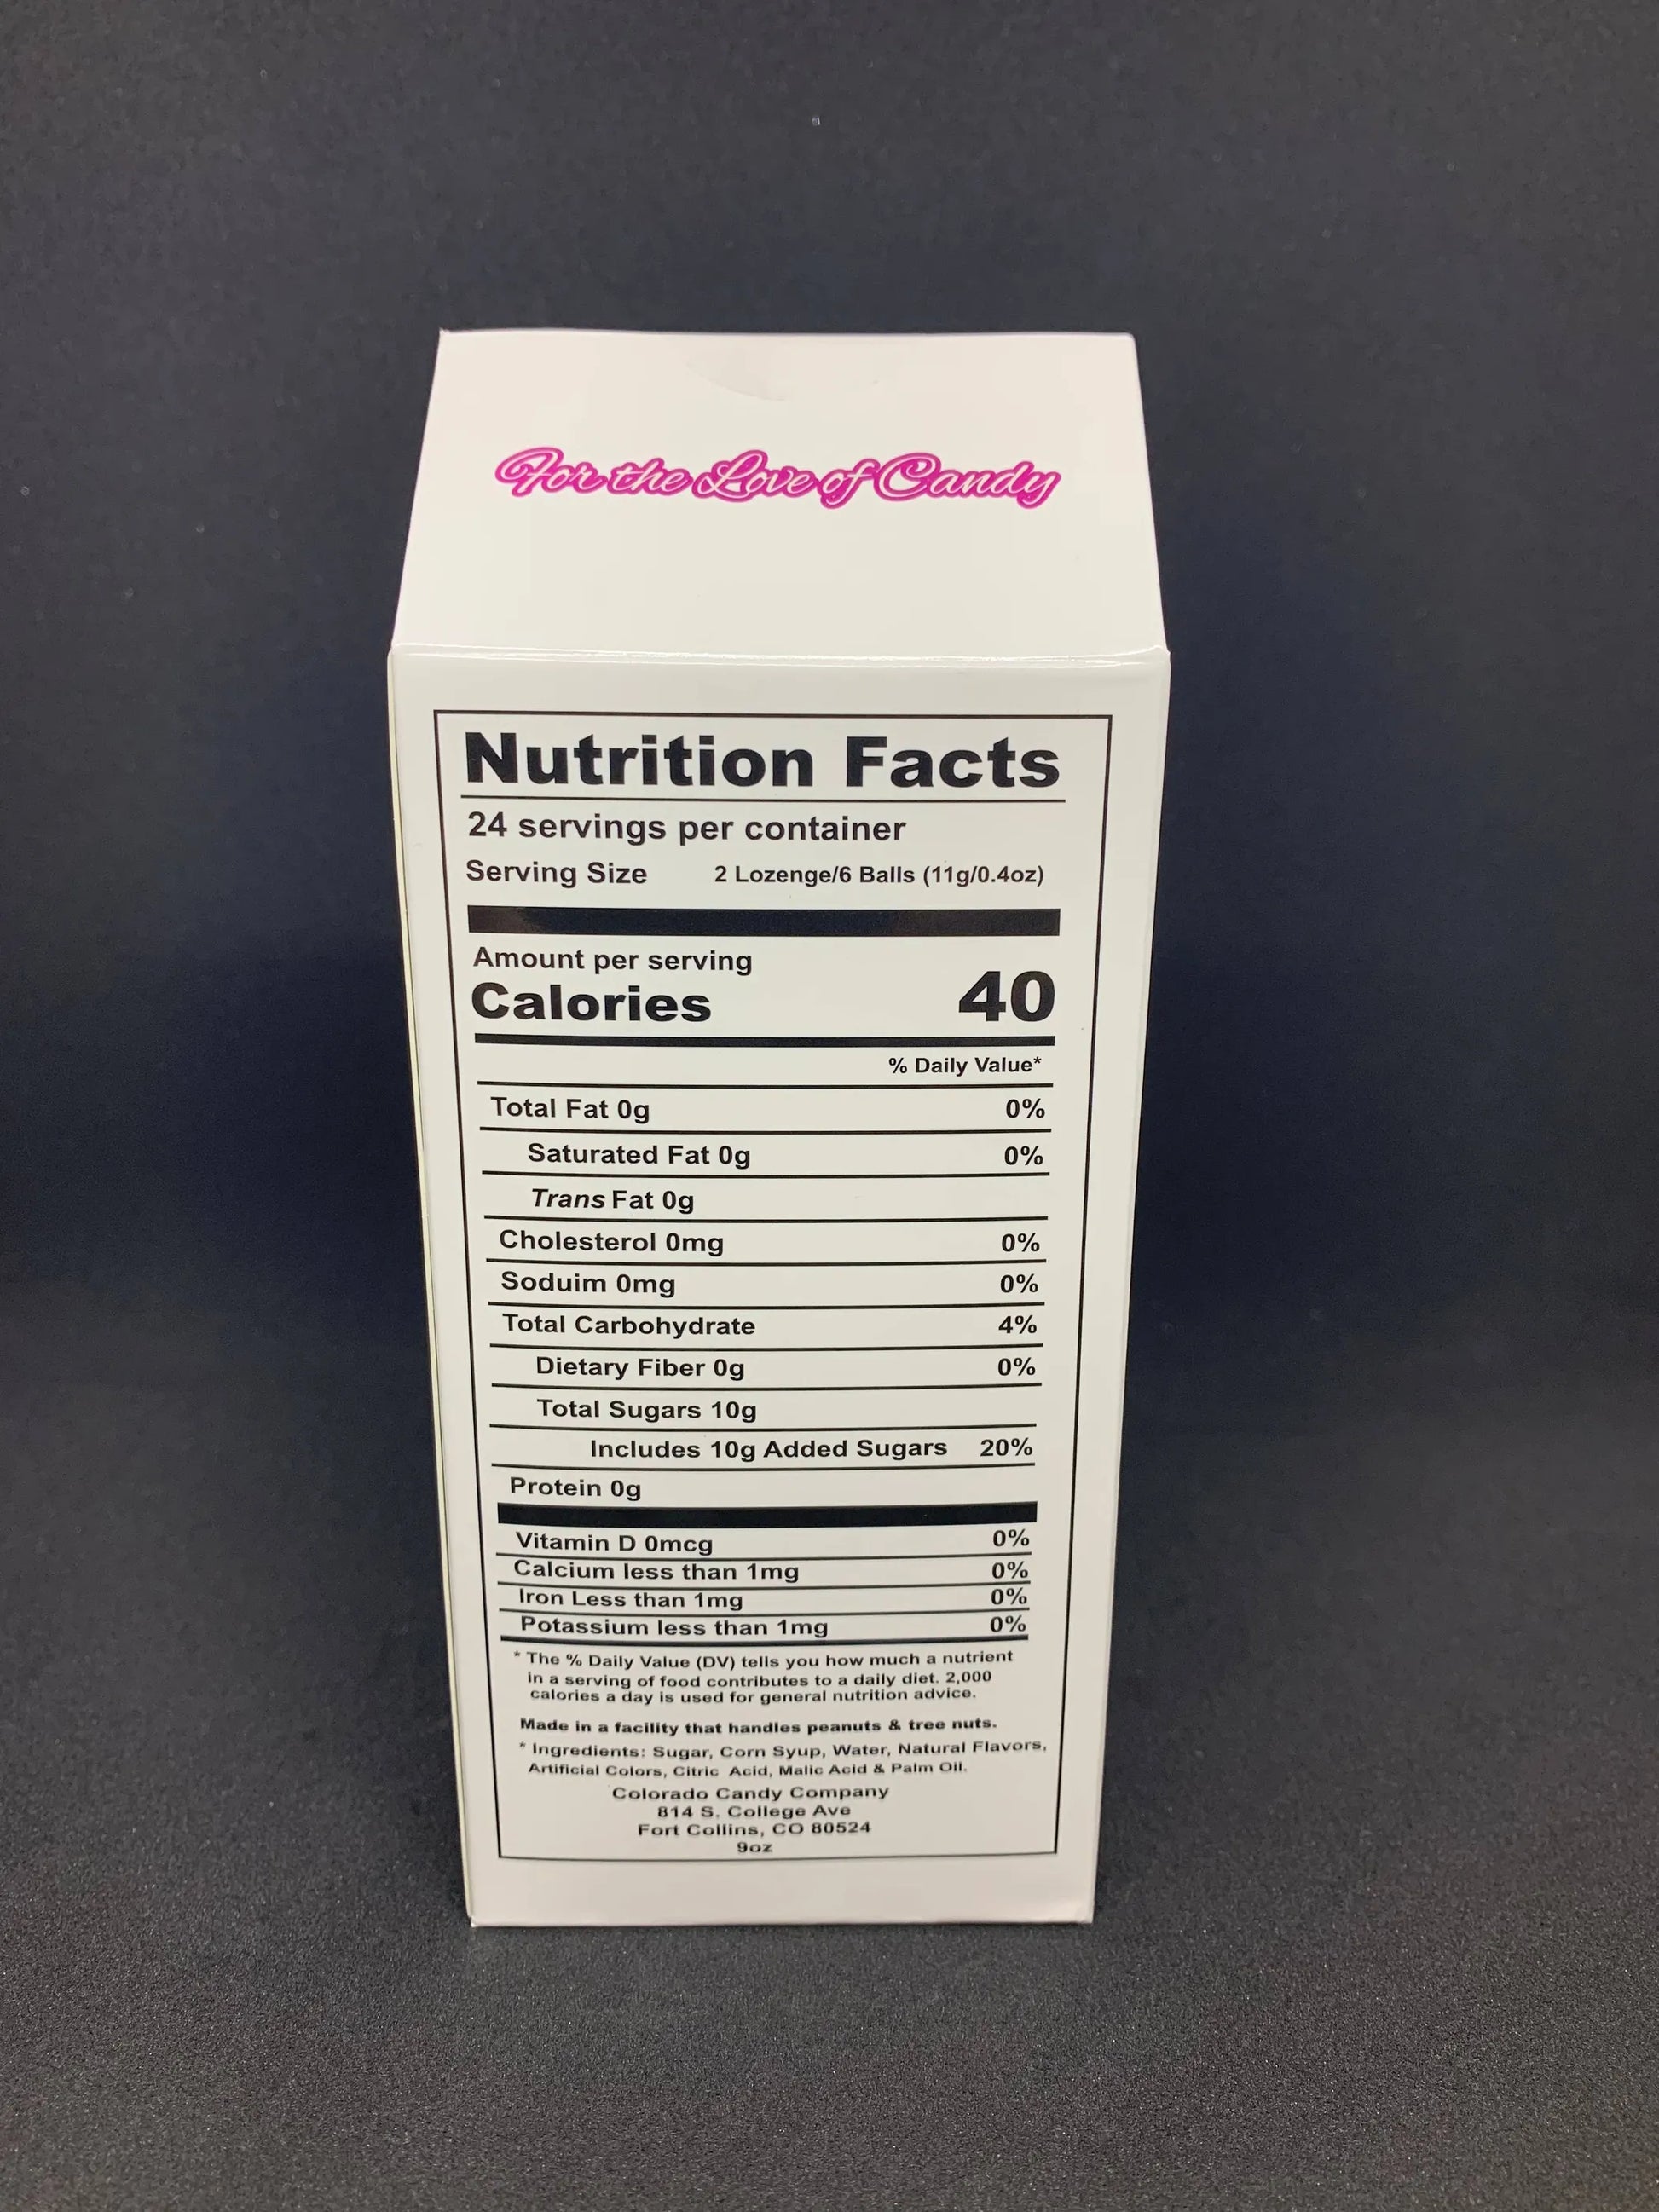 For the Love of Candy
Nutrition Facts
24 servings per container
Serving Size 2 Lozenge/6 Balls (11g/0.4oz)
Amount per serving
Calories 40
% Daily Value*
Total Fat 0g 0%
Saturated Fat 0g 0%
Trans Fat 0g
Cholesterol 0mg 0%
Soduim 0mg 0%
Total Carbohydrate 4%
Dietary Fiber 0g 0%
Total Sugars 10g
Includes 10g Added Sugars 20%
Protein 0g
Vitamin D 0mcg 0%
Calcium less than 1mg 0%
Iron Less than 1mg 0%
Potassium less than 1mg 0%
* The % Daily Value (DV) tells you how much a nutrient
in a serving of food contributes to a daily diet. 2,000
calories a day is used for general nutrition advice.
Made in a facility that handles peanuts & tree nuts.
* Ingredients: Sugar, Corn Syup, Water, Natural Flavors,
Artificial Colors, Citric Acid, Malic Acid & Palm Oil.
Colorado Candy Company
814 S. College Ave
Fort Collins, CO 80524
9oz